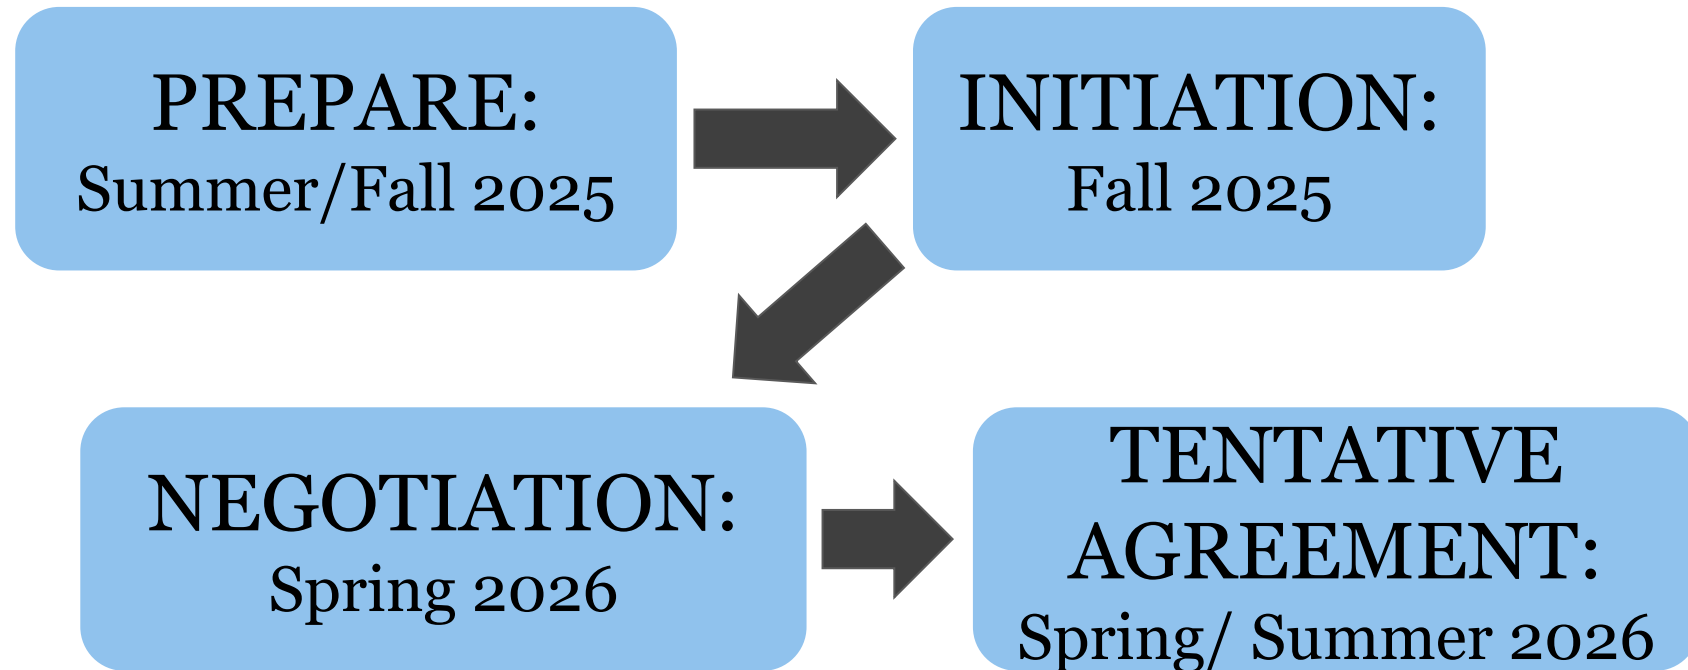 PREPARE:
Summer/Fall 2025
INITIATION:
Fall 2025
NEGOTIATION:
Spring 2026
TENTATIVE
AGREEMENT:
Spring/ Summer 2026